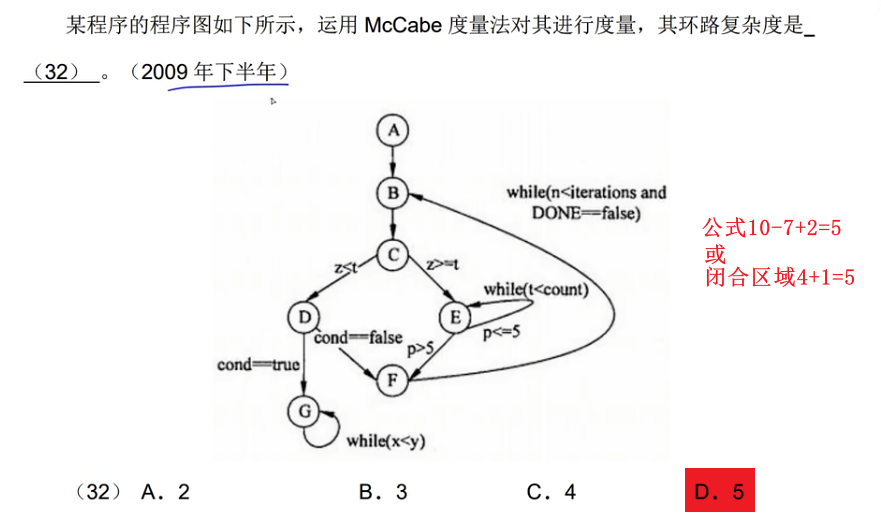 某程序的程序图如下所示，运用 McCabe 度量法对其进行度量，其环路复杂度是_
（32） 。（2009 年下半年）
A
B
while(n<iterations and
DONE==false)
公式10-7+2=5
或
闭合区域4+1=5
C
z<t
z>=t
while(t<count)
D
E
cond==false
p>5
p<=5
cond==true
F
G
while(x<y)
（32） A．2 B．3 C．4 D．5